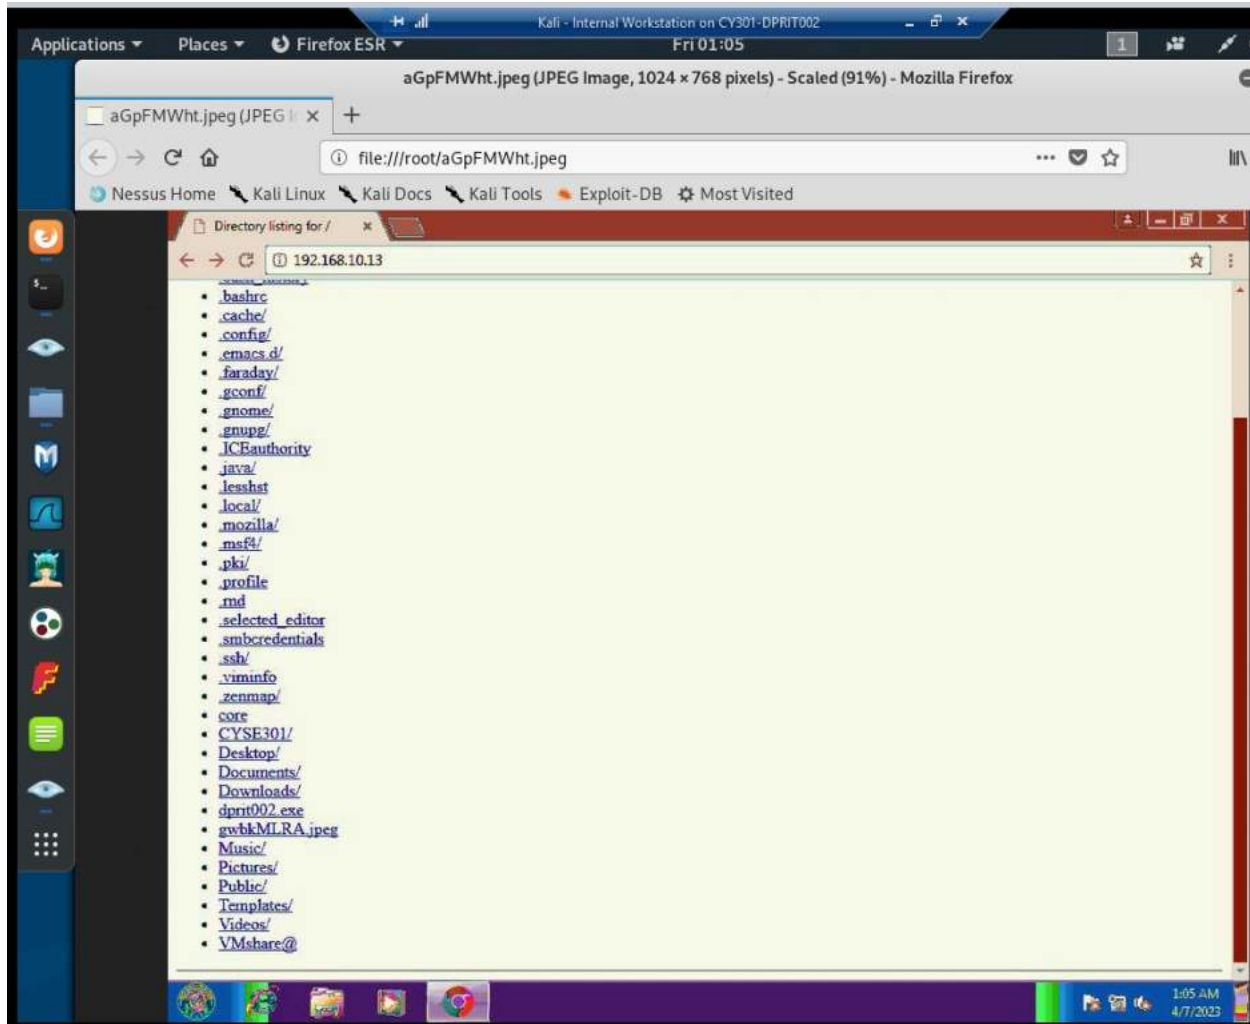 Kali - Internal Workstation on CY301-DPRIT002
Applications Places Firefox ESR Fri 01:05 1
aGpFMWht.jpeg (JPEG Image, 1024 × 768 pixels) - Scaled (91%) - Mozilla Firefox
aGpFMWht.jpeg (JPEG I
file:///root/aGpFMWht.jpeg
Nessus Home Kali Linux Kali Docs Kali Tools Exploit-DB Most Visited
Directory listing for /
192.168.10.13
.bashrc
.cache/
.config/
.emacs.d/
.faraday/
.gconf/
.gnome/
.gnupg/
.ICEauthority
.java/
.lesshst
.local/
.mozilla/
.msf4/
.pki/
.profile
.rnd
.selected_editor
.smbcredentials
.ssh/
.viminfo
.zenmap/
core
CYSE301/
Desktop/
Documents/
Downloads/
dprit002.exe
gwbkMLRA.jpeg
Music/
Pictures/
Public/
Templates/
Videos/
VMshare@
1:05 AM
4/7/2023